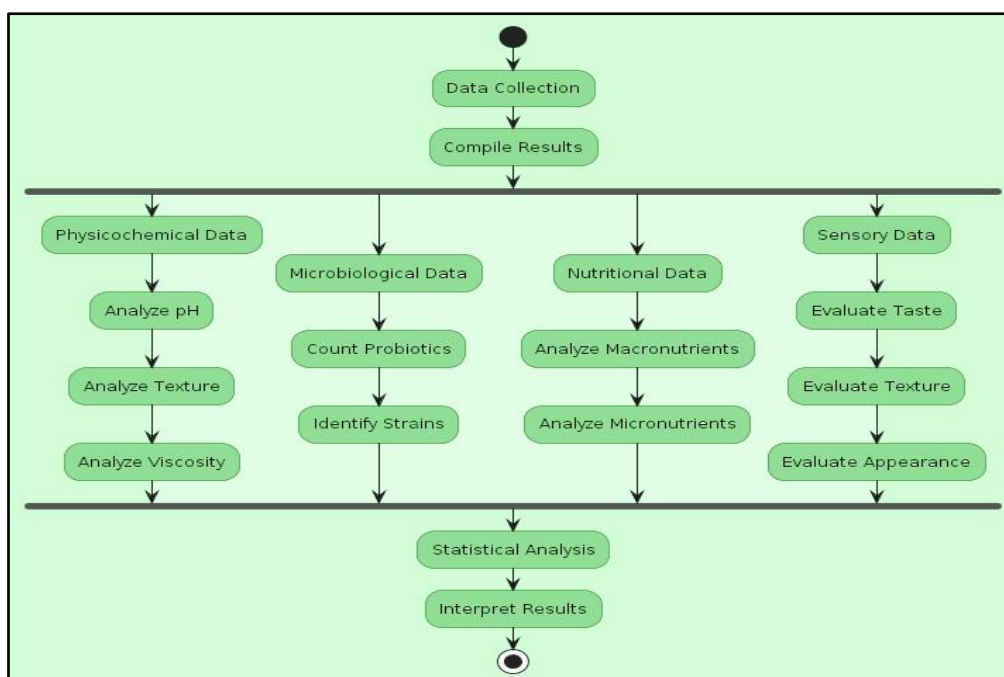 Data Collection
Compile Results
Physicochemical Data
Analyze pH
Analyze Texture
Analyze Viscosity
Microbiological Data
Count Probiotics
Identify Strains
Nutritional Data
Analyze Macronutrients
Analyze Micronutrients
Sensory Data
Evaluate Taste
Evaluate Texture
Evaluate Appearance
Statistical Analysis
Interpret Results